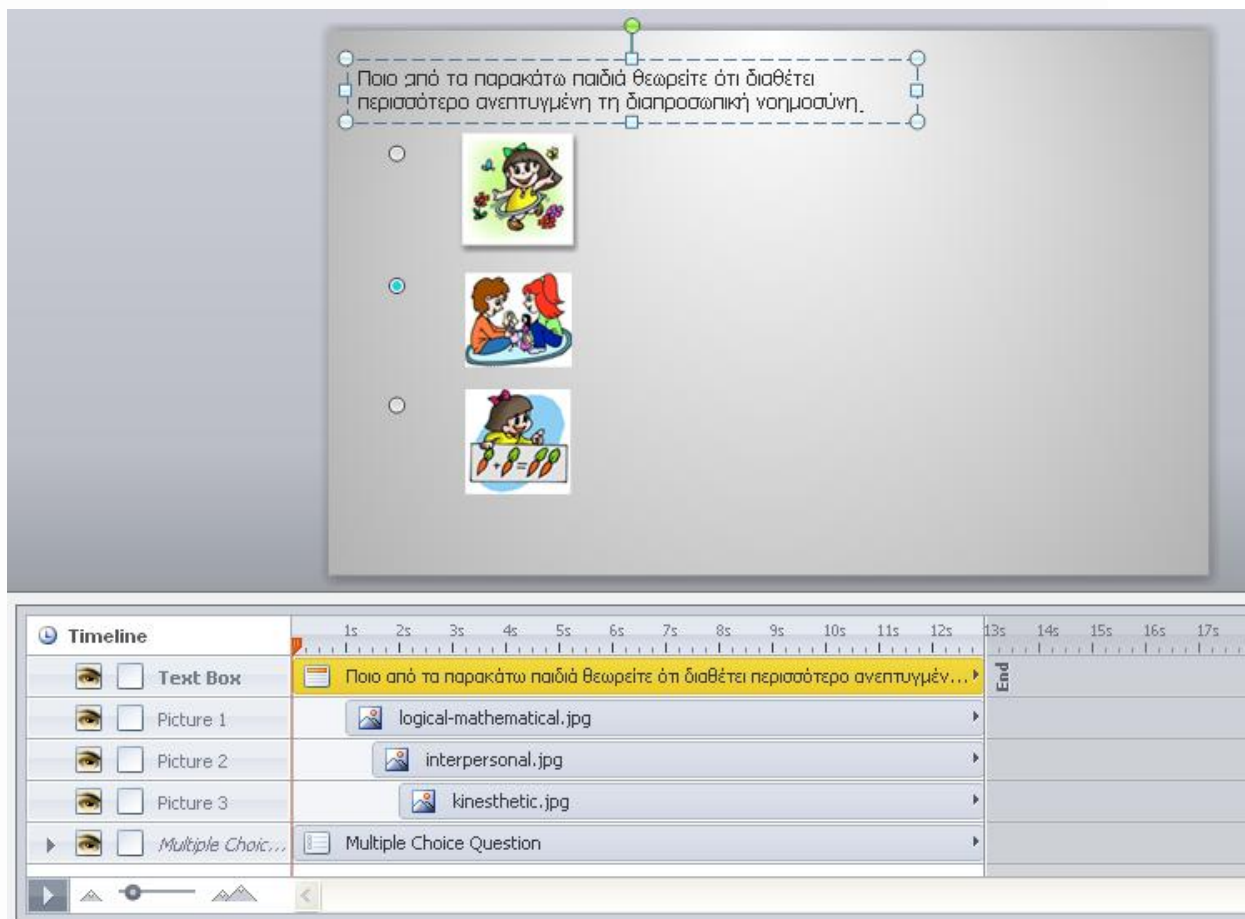 Ποιο από τα παρακάτω παιδιά θεωρείτε ότι διαθέτει
περισσότερο ανεπτυγμένη τη διαπροσωπική νοημοσύνη.
+ =
Timeline
1s 2s 3s 4s 5s 6s 7s 8s 9s 10s 11s 12s 13s 14s 15s 16s 17s
Text Box Ποιο από τα παρακάτω παιδιά θεωρείτε ότι διαθέτει περισσότερο ανεπτυγμέν... End
Picture 1 logical-mathematical.jpg
Picture 2 interpersonal.jpg
Picture 3 kinesthetic.jpg
Multiple Choic... Multiple Choice Question